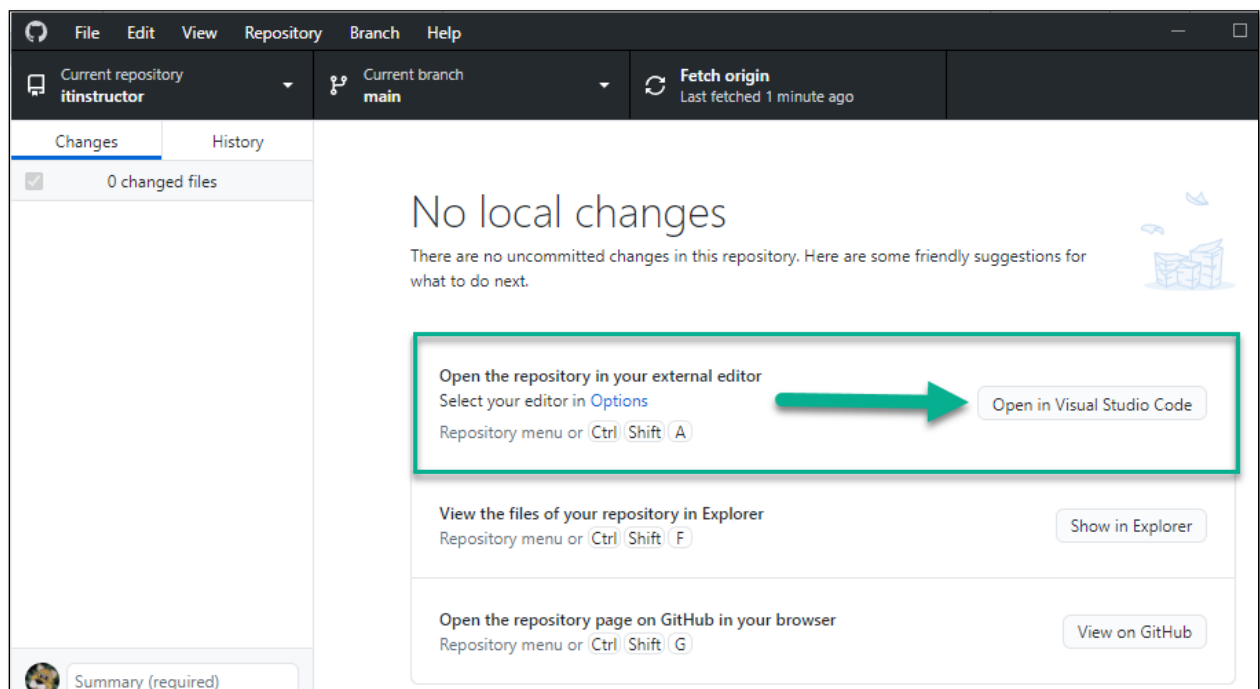 File Edit View Repository Branch Help
Current repository
itinstructor
Current branch
main
Fetch origin
Last fetched 1 minute ago
Changes History
0 changed files
No local changes
There are no uncommitted changes in this repository. Here are some friendly suggestions for
what to do next.
Open the repository in your external editor
Select your editor in Options
Repository menu or Ctrl Shift A
Open in Visual Studio Code
View the files of your repository in Explorer
Repository menu or Ctrl Shift F
Show in Explorer
Open the repository page on GitHub in your browser
Repository menu or Ctrl Shift G
View on GitHub
Summary (required)